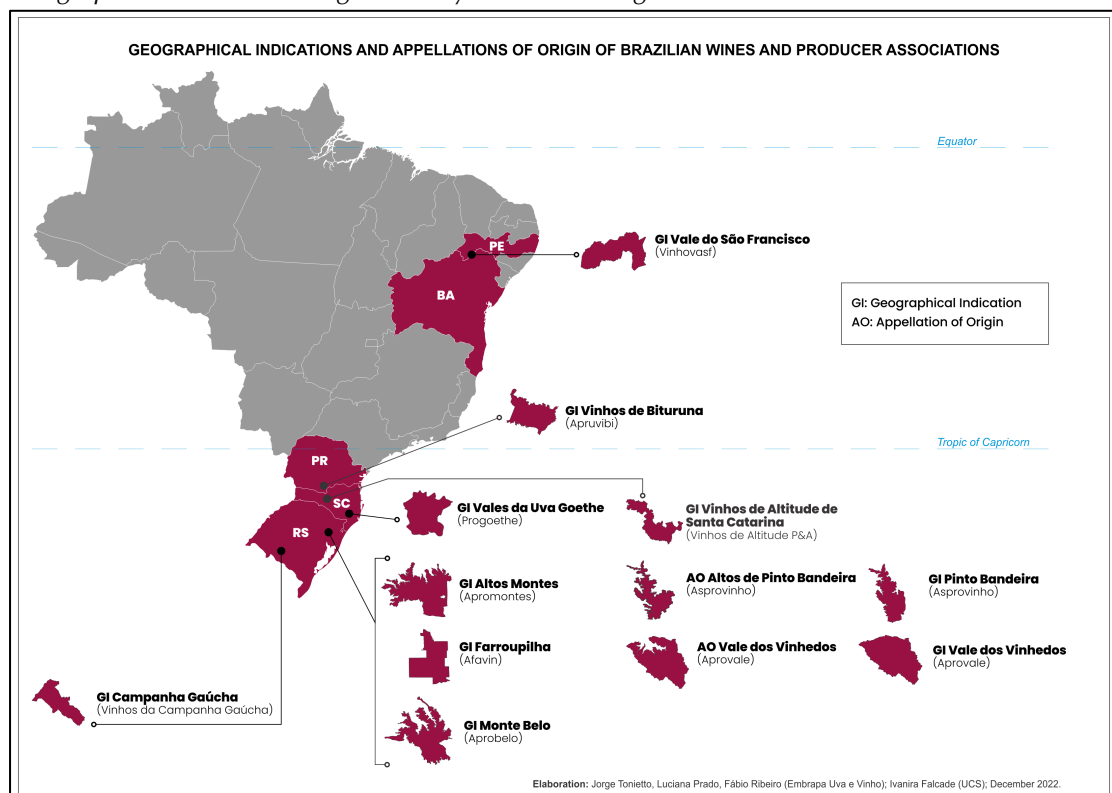 GEOGRAPHICAL INDICATIONS AND APPELLATIONS OF ORIGIN OF BRAZILIAN WINES AND PRODUCER ASSOCIATIONS
Equator
PE
GI Vale do São Francisco
(Vinhovasf)
BA
GI: Geographical Indication
AO: Appellation of Origin
GI Vinhos de Bituruna
(Apruvibi)
Tropic of Capricorn
PR
SC
RS
GI Vales da Uva Goethe
(Progoethe)
GI Vinhos de Altitude de
Santa Catarina
(Vinhos de Altitude P&A)
GI Altos Montes
(Apromontes)
AO Altos de Pinto Bandeira
(Asprovinho)
GI Pinto Bandeira
(Asprovinho)
GI Farroupilha
(Afavin)
AO Vale dos Vinhedos
(Aprovale)
GI Vale dos Vinhedos
(Aprovale)
GI Campanha Gaúcha
(Vinhos da Campanha Gaúcha)
GI Monte Belo
(Aprobelo)
Elaboration: Jorge Tonietto, Luciana Prado, Fábio Ribeiro (Embrapa Uva e Vinho); Ivanira Falcade (UCS); December 2022.